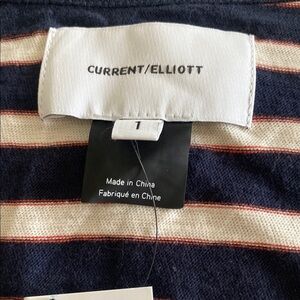 CURRENT/ELLIOTT
1
Made in China
Fabriqué en Chine